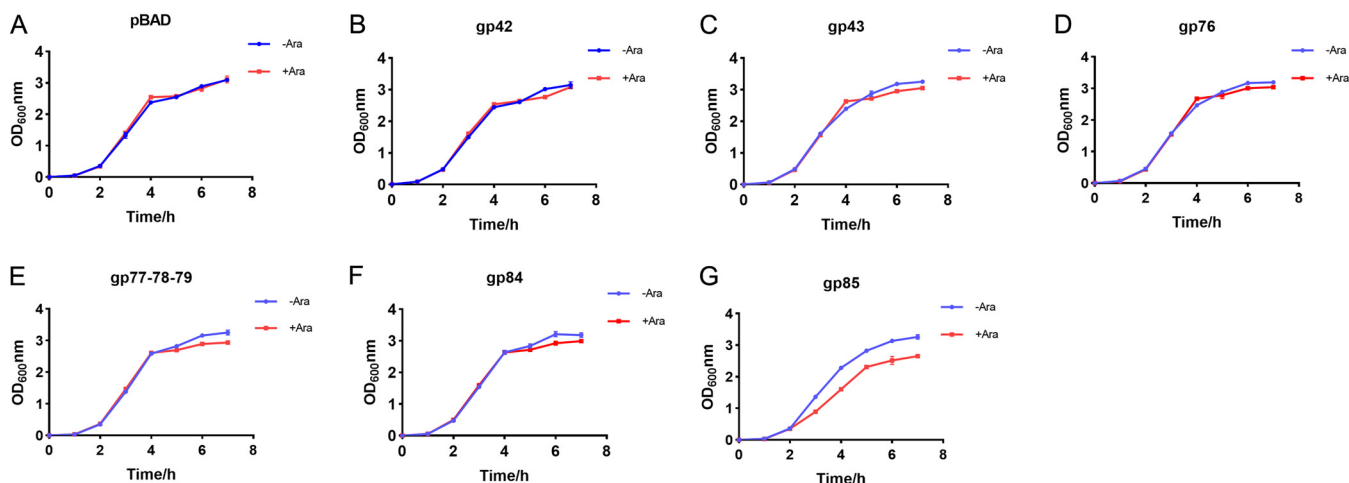 A
pBAD
-Ara
+Ara
OD600nm
4
3
2
1
0
0 2 4 6 8
Time/h
B
gp42
-Ara
+Ara
OD600nm
4
3
2
1
0
0 2 4 6 8
Time/h
C
gp43
-Ara
+Ara
OD600nm
4
3
2
1
0
0 2 4 6 8
Time/h
D
gp76
-Ara
+Ara
OD600nm
4
3
2
1
0
0 2 4 6 8
Time/h
E
gp77-78-79
-Ara
+Ara
OD600nm
4
3
2
1
0
0 2 4 6 8
Time/h
F
gp84
-Ara
+Ara
OD600nm
4
3
2
1
0
0 2 4 6 8
Time/h
G
gp85
-Ara
+Ara
OD600nm
4
3
2
1
0
0 2 4 6 8
Time/h